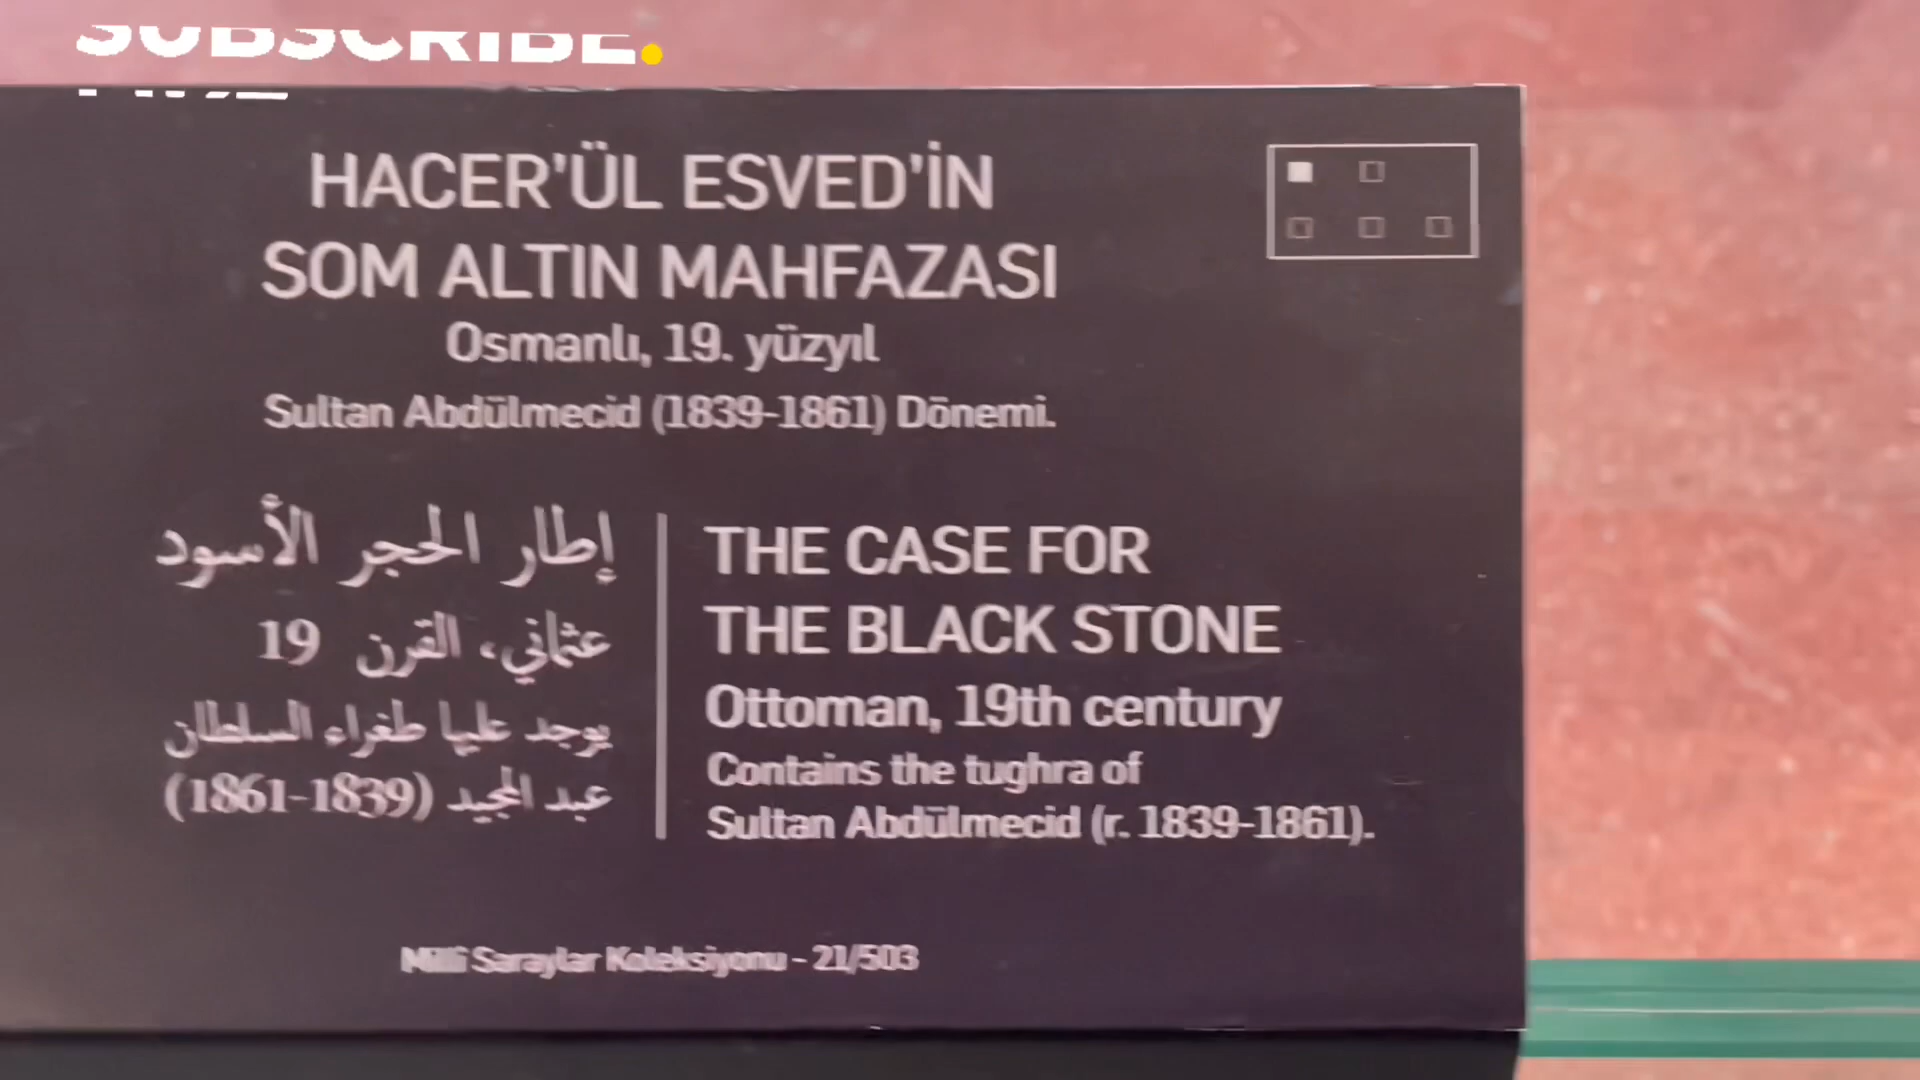 SUBSCRIBE.
HACER'ÜL ESVED'İN
SOM ALTIN MAHFAZASI
Osmanlı, 19. yüzyıl
Sultan Abdülmecid (1839-1861) Dönemi.
إطار الحجر الأسود
عثماني، القرن 19
يوجد عليها طغراء السلطان
عبد المجيد (1839-1861)
THE CASE FOR
THE BLACK STONE
Ottoman, 19th century
Contains the tughra of
Sultan Abdülmecid (r. 1839-1861).
Millî Saraylar Koleksiyonu - 21/503